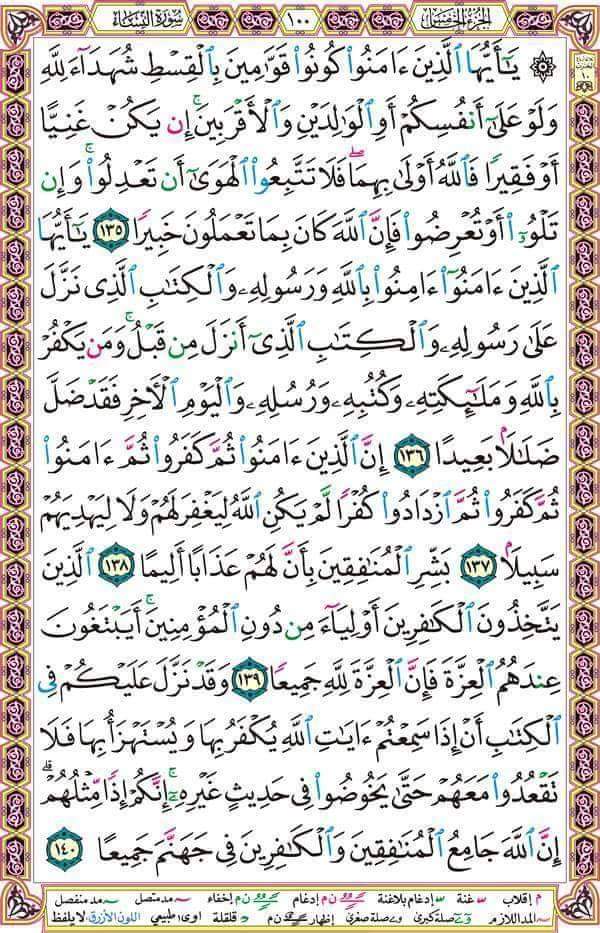 الجزء الخامس ١٠٠ سورة النساء
۞ يَـٰٓأَيُّهَا ٱلَّذِينَ ءَامَنُوا۟ كُونُوا۟ قَوَّٰمِينَ بِٱلْقِسْطِ شُهَدَآءَ لِلَّهِ
وَلَوْ عَلَىٰٓ أَنفُسِكُمْ أَوِ ٱلْوَٰلِدَيْنِ وَٱلْأَقْرَبِينَ ۚ إِن يَكُنْ غَنِيًّا
أَوْ فَقِيرًا فَٱللَّهُ أَوْلَىٰ بِهِمَا ۖ فَلَا تَتَّبِعُوا۟ ٱلْهَوَىٰٓ أَن تَعْدِلُوا۟ ۚ وَإِن
تَلْوُۥٓا۟ أَوْ تُعْرِضُوا۟ فَإِنَّ ٱللَّهَ كَانَ بِمَا تَعْمَلُونَ خَبِيرًا ١٣٥ يَـٰٓأَيُّهَا
ٱلَّذِينَ ءَامَنُوٓا۟ ءَامِنُوا۟ بِٱللَّهِ وَرَسُولِهِۦ وَٱلْكِتَـٰبِ ٱلَّذِى نَزَّلَ
عَلَىٰ رَسُولِهِۦ وَٱلْكِتَـٰبِ ٱلَّذِىٓ أَنزَلَ مِن قَبْلُ ۚ وَمَن يَكْفُرْ
بِٱللَّهِ وَمَلَـٰٓئِكَتِهِۦ وَكُتُبِهِۦ وَرُسُلِهِۦ وَٱلْيَوْمِ ٱلْـَٔاخِرِ فَقَدْ ضَلَّ
ضَلَـٰلًۢا بَعِيدًا ١٣٦ إِنَّ ٱلَّذِينَ ءَامَنُوا۟ ثُمَّ كَفَرُوا۟ ثُمَّ ءَامَنُوا۟
ثُمَّ كَفَرُوا۟ ثُمَّ ٱزْدَادُوا۟ كُفْرًا لَّمْ يَكُنِ ٱللَّهُ لِيَغْفِرَ لَهُمْ وَلَا لِيَهْدِيَهُمْ
سَبِيلًۢا ١٣٧ بَشِّرِ ٱلْمُنَـٰفِقِينَ بِأَنَّ لَهُمْ عَذَابًا أَلِيمًا ١٣٨ ٱلَّذِينَ
يَتَّخِذُونَ ٱلْكَـٰفِرِينَ أَوْلِيَآءَ مِن دُونِ ٱلْمُؤْمِنِينَ ۚ أَيَبْتَغُونَ
عِندَهُمُ ٱلْعِزَّةَ فَإِنَّ ٱلْعِزَّةَ لِلَّهِ جَمِيعًا ١٣٩ وَقَدْ نَزَّلَ عَلَيْكُمْ فِى
ٱلْكِتَـٰبِ أَنْ إِذَا سَمِعْتُمْ ءَايَـٰتِ ٱللَّهِ يُكْفَرُ بِهَا وَيُسْتَهْزَأُ بِهَا فَلَا
تَقْعُدُوا۟ مَعَهُمْ حَتَّىٰ يَخُوضُوا۟ فِى حَدِيثٍ غَيْرِهِۦٓ ۚ إِنَّكُمْ إِذًا مِّثْلُهُمْ ۗ
إِنَّ ٱللَّهَ جَامِعُ ٱلْمُنَـٰفِقِينَ وَٱلْكَـٰفِرِينَ فِى جَهَنَّمَ جَمِيعًا ١٤٠
م إقلاب س غنة س إدغام بلاغنة ن م إدغام ن م إخفاء مد متصل مد منفصل
المد اللازم صلة كبرى صلة صغرى إظهار ن م قلقلة اوى طبيعي اللون الأزرق لا يلفظ